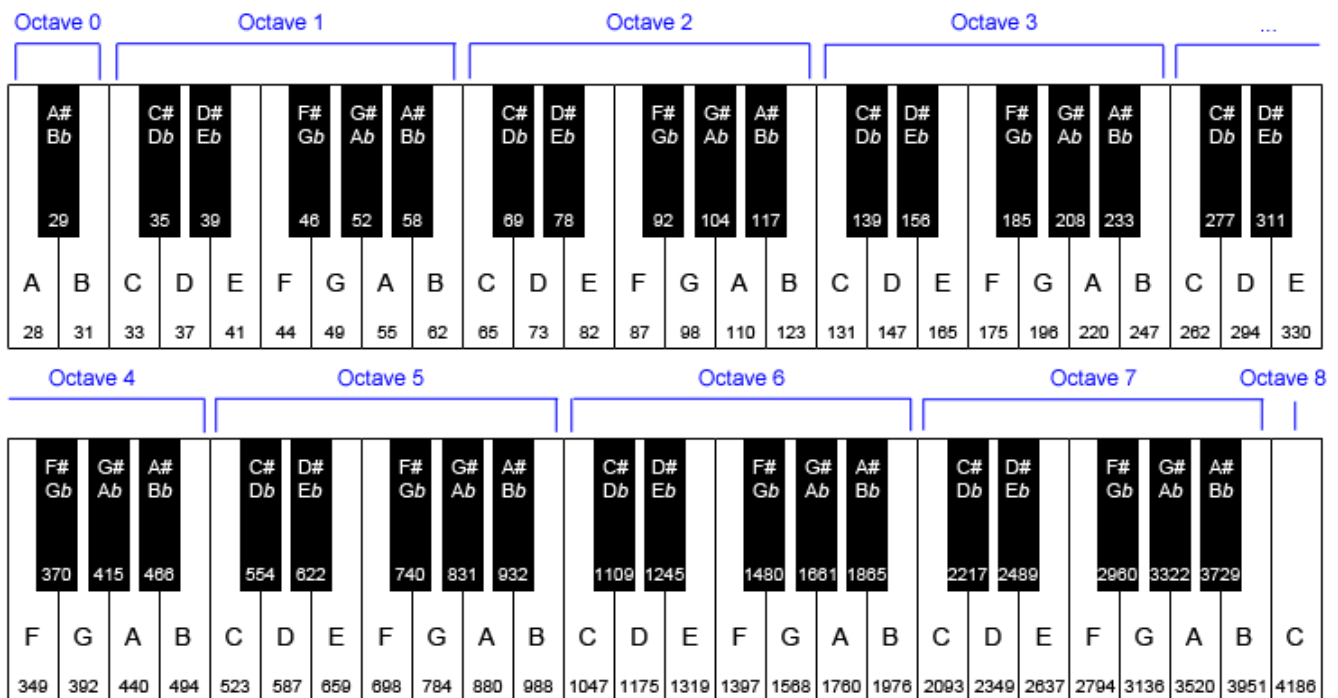 Octave 0 Octave 1 Octave 2 Octave 3 ...
A# C# D# F# G# A# C# D# F# G# A# C# D# F# G# A# C# D#
Bb Db Eb Gb Ab Bb Db Eb Gb Ab Bb Db Eb Gb Ab Bb Db Eb
29 35 39 46 52 58 69 78 92 104 117 139 156 185 208 233 277 311
A B C D E F G A B C D E F G A B C D E F G A B C D E
28 31 33 37 41 44 49 55 62 65 73 82 87 98 110 123 131 147 165 175 196 220 247 262 294 330
Octave 4 Octave 5 Octave 6 Octave 7 Octave 8
F# G# A# C# D# F# G# A# C# D# F# G# A# C# D# F# G# A#
Gb Ab Bb Db Eb Gb Ab Bb Db Eb Gb Ab Bb Db Eb Gb Ab Bb
370 415 466 554 622 740 831 932 1109 1245 1480 1661 1865 2217 2489 2960 3322 3729
F G A B C D E F G A B C D E F G A B C D E F G A B C
349 392 440 494 523 587 659 698 784 880 988 1047 1175 1319 1397 1568 1760 1976 2093 2349 2637 2794 3136 3520 3951 4186